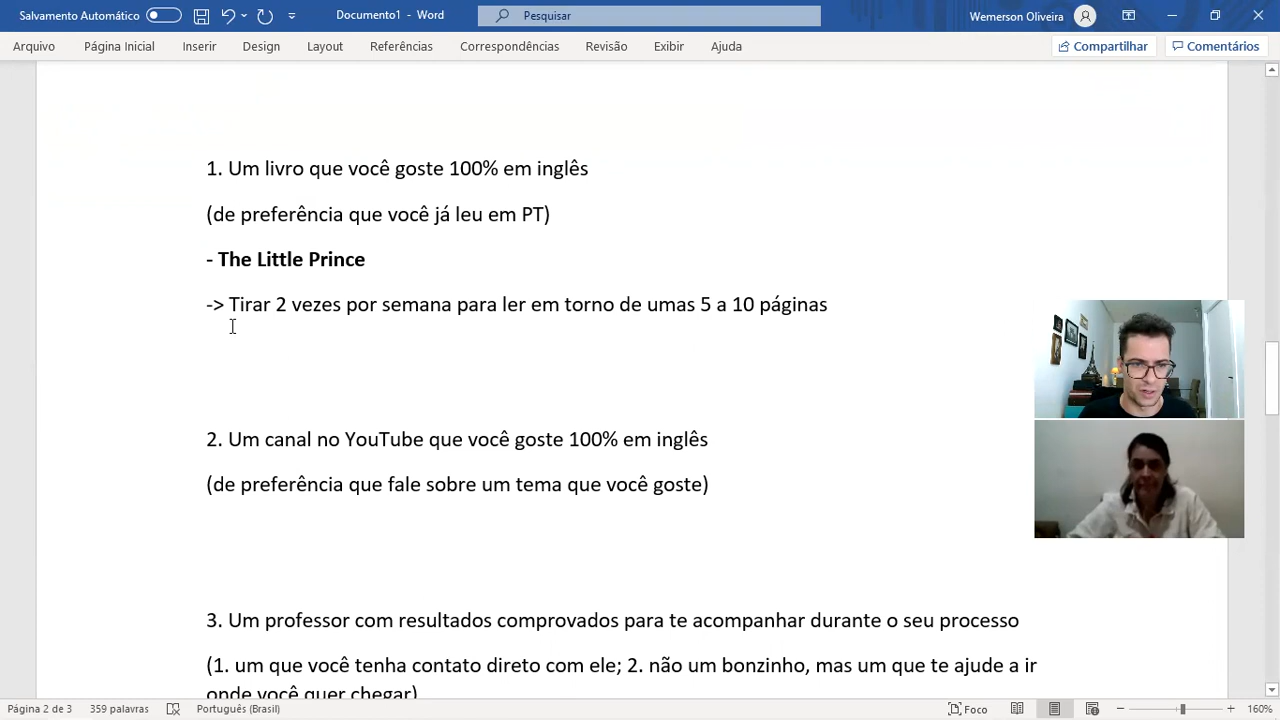 Salvamento Automático
Documento1 - Word
Pesquisar
Wemerson Oliveira
Arquivo
Página Inicial
Inserir
Design
Layout
Referências
Correspondências
Revisão
Exibir
Ajuda
Compartilhar
Comentários
1. Um livro que você goste 100% em inglês
(de preferência que você já leu em PT)
- The Little Prince
-> Tirar 2 vezes por semana para ler em torno de umas 5 a 10 páginas
2. Um canal no YouTube que você goste 100% em inglês
(de preferência que fale sobre um tema que você goste)
3. Um professor com resultados comprovados para te acompanhar durante o seu processo
(1. um que você tenha contato direto com ele; 2. não um bonzinho, mas um que te ajude a ir
onde você quer chegar)
Página 2 de 3
359 palavras
Português (Brasil)
Foco
160%